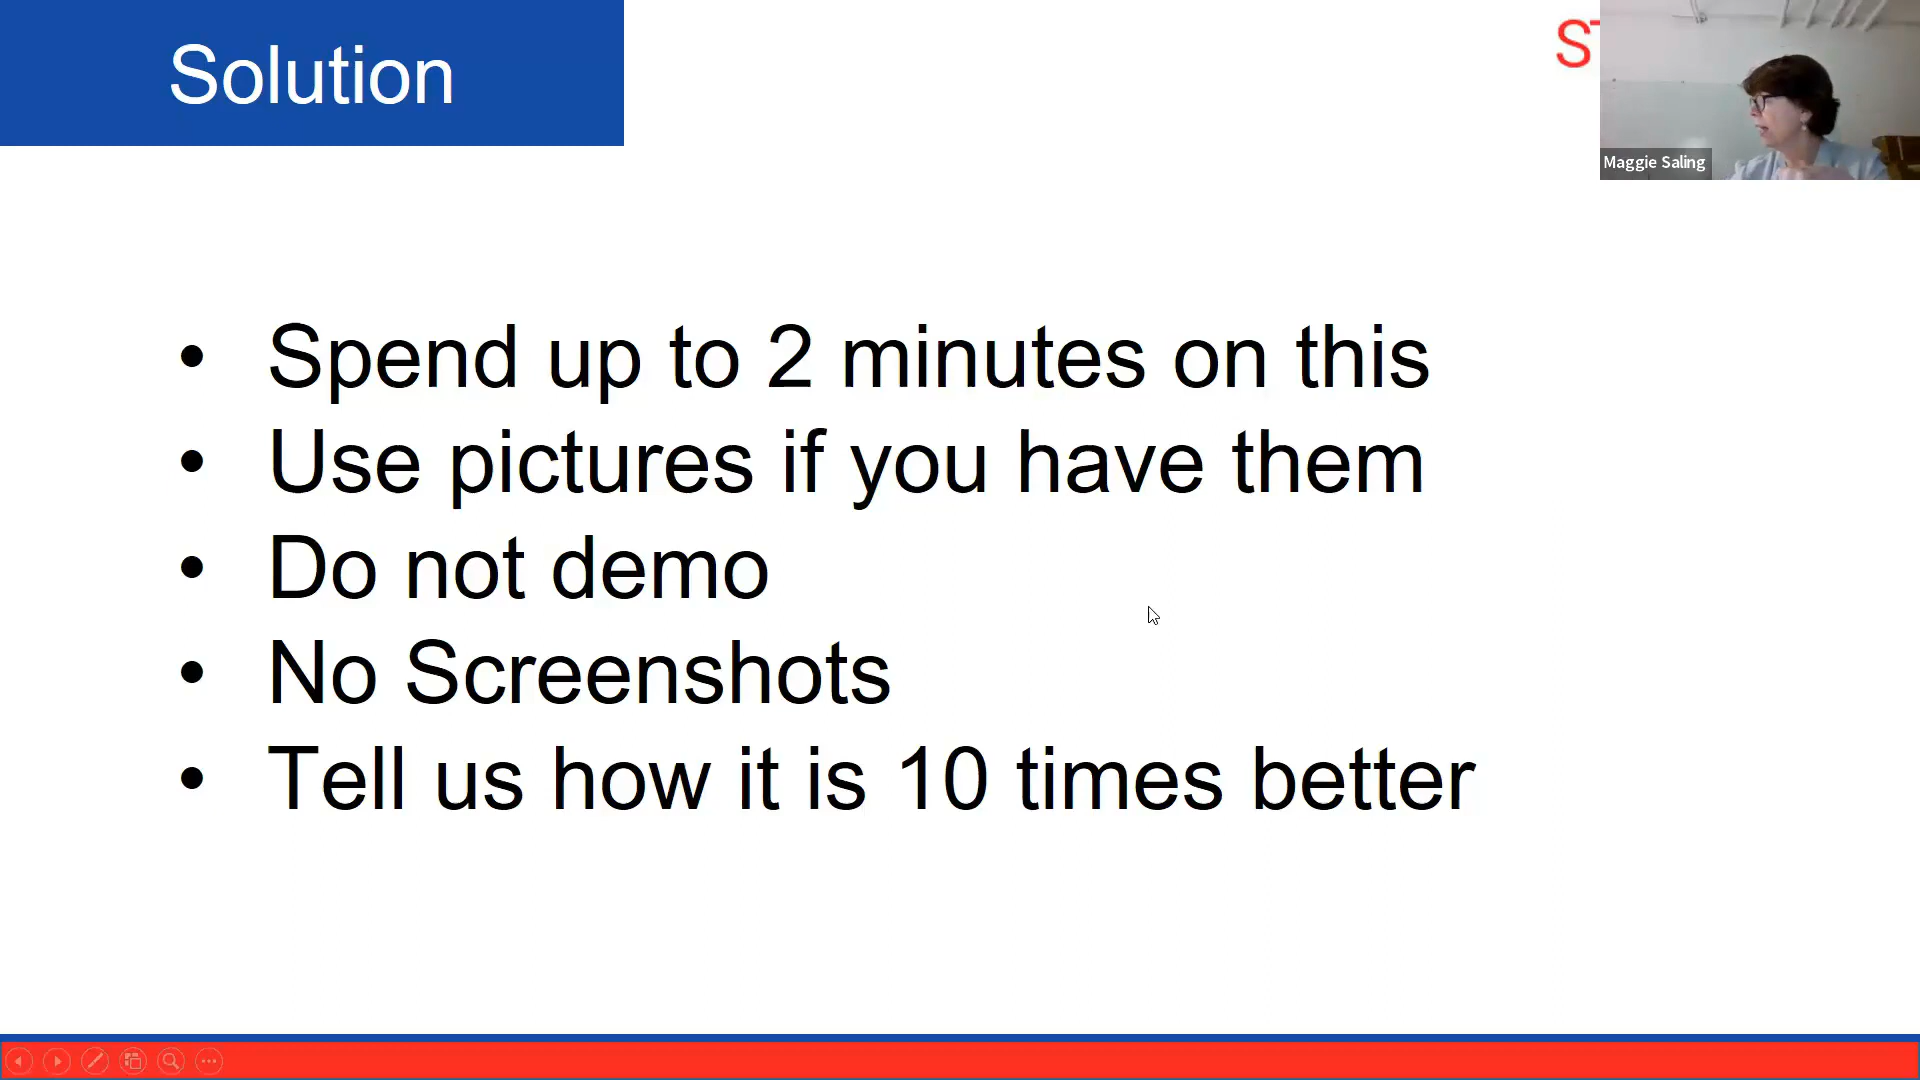 Solution
Maggie Saling
• Spend up to 2 minutes on this
• Use pictures if you have them
• Do not demo
• No Screenshots
• Tell us how it is 10 times better